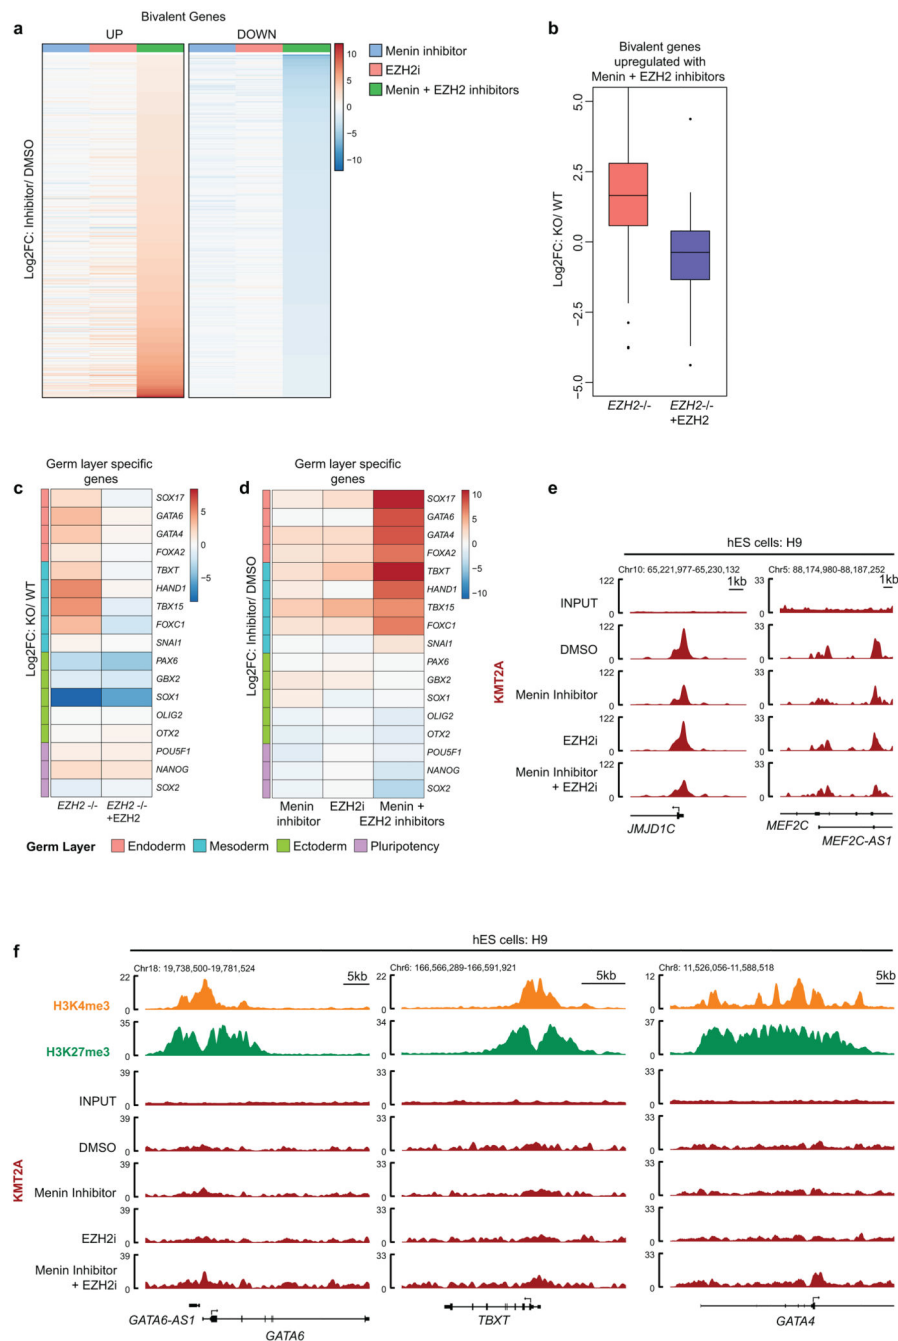 a
Bivalent Genes
UP
DOWN
Log2FC: Inhibitor/ DMSO
10
5
0
−5
−10
Menin inhibitor
EZH2i
Menin + EZH2 inhibitors
b
Bivalent genes
upregulated with
Menin + EZH2 inhibitors
Log2FC: KO/ WT
5.0
2.5
0.0
−2.5
−5.0
EZH2-/-
EZH2-/-
+EZH2
c
Germ layer specific
genes
Log2FC: KO/ WT
SOX17
GATA6
GATA4
FOXA2
TBXT
HAND1
TBX15
FOXC1
SNAI1
PAX6
GBX2
SOX1
OLIG2
OTX2
POU5F1
NANOG
SOX2
5
0
−5
EZH2 -/-
EZH2 -/-
+EZH2
d
Germ layer specific
genes
Log2FC: Inhibitor/ DMSO
SOX17
GATA6
GATA4
FOXA2
TBXT
HAND1
TBX15
FOXC1
SNAI1
PAX6
GBX2
SOX1
OLIG2
OTX2
POU5F1
NANOG
SOX2
10
5
0
−5
−10
Menin
inhibitor
EZH2i
Menin +
EZH2 inhibitors
Germ Layer
Endoderm
Mesoderm
Ectoderm
Pluripotency
e
hES cells: H9
Chr10: 65,221,977-65,230,132
Chr5: 88,174,980-88,187,252
1kb
1kb
KMT2A
INPUT
122
0
33
0
DMSO
122
0
33
0
Menin Inhibitor
122
0
33
0
EZH2i
122
0
33
0
Menin Inhibitor
+ EZH2i
122
0
33
0
JMJD1C
MEF2C
MEF2C-AS1
f
hES cells: H9
Chr18: 19,738,500-19,781,524
Chr6: 166,566,289-166,591,921
Chr8: 11,526,056-11,588,518
5kb
5kb
5kb
H3K4me3
22
0
12
0
12
0
H3K27me3
35
0
33
0
37
0
KMT2A
INPUT
39
0
33
0
33
0
DMSO
39
0
33
0
33
0
Menin Inhibitor
39
0
33
0
33
0
EZH2i
39
0
33
0
33
0
Menin Inhibitor
+ EZH2i
39
0
33
0
33
0
GATA6-AS1
GATA6
TBXT
GATA4